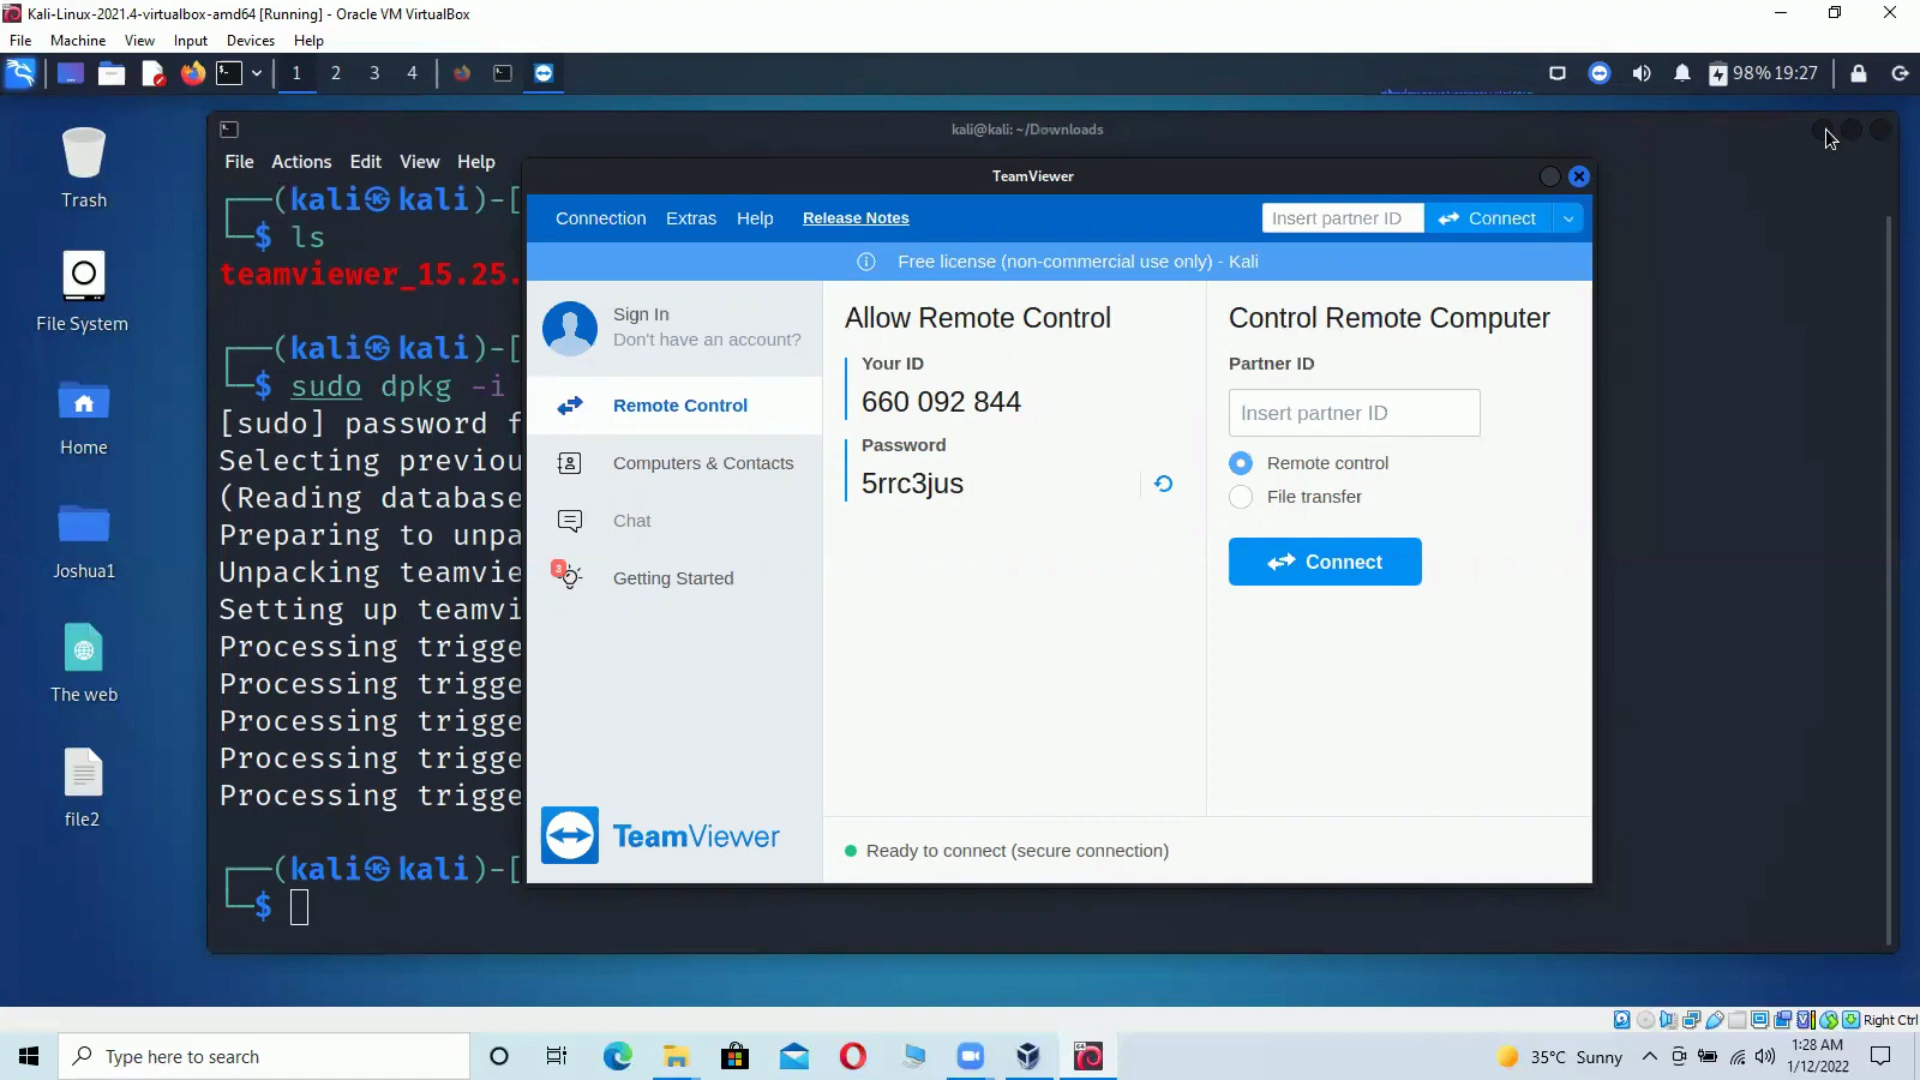 Kali-Linux-2021.4-virtualbox-amd64 [Running] - Oracle VM VirtualBox
File Machine View Input Devices Help
1 2 3 4
98% 19:27
kali@kali: ~/Downloads
File Actions Edit View Help
Trash
File System
Home
Joshua1
The web
file2
(kali㉿kali)-[
$ ls
teamviewer_15.25.
(kali㉿kali)-[
$ sudo dpkg -i
[sudo] password f
Selecting previou
(Reading database
Preparing to unpa
Unpacking teamvie
Setting up teamvi
Processing trigge
Processing trigge
Processing trigge
Processing trigge
Processing trigge
(kali㉿kali)-[
$
TeamViewer
Connection Extras Help Release Notes
Insert partner ID Connect
Free license (non-commercial use only) - Kali
Sign In
Don't have an account?
Remote Control
Computers & Contacts
Chat
3
Getting Started
TeamViewer
Allow Remote Control
Your ID
660 092 844
Password
5rrc3jus
Control Remote Computer
Partner ID
Insert partner ID
Remote control
File transfer
Connect
Ready to connect (secure connection)
Right Ctrl
Type here to search
35°C Sunny
1:28 AM
1/12/2022